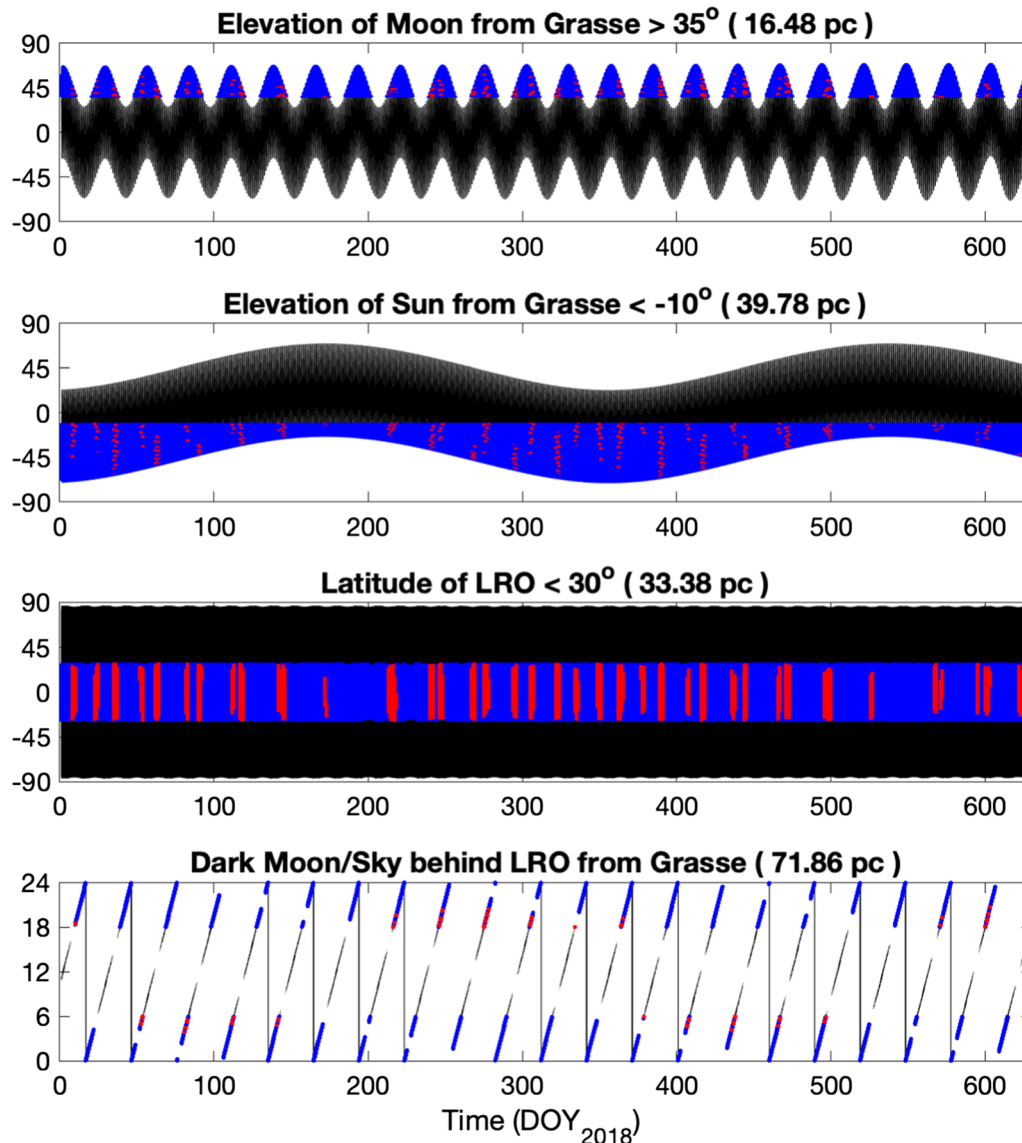 Elevation of Moon from Grasse > 35° ( 16.48 pc )
90
45
0
-45
-90
0 100 200 300 400 500 600
Elevation of Sun from Grasse < -10° ( 39.78 pc )
90
45
0
-45
-90
0 100 200 300 400 500 600
Latitude of LRO < 30° ( 33.38 pc )
90
45
0
-45
-90
0 100 200 300 400 500 600
Dark Moon/Sky behind LRO from Grasse ( 71.86 pc )
24
18
12
6
0
0 100 200 300 400 500 600
Time (DOY₂₀₁₈)